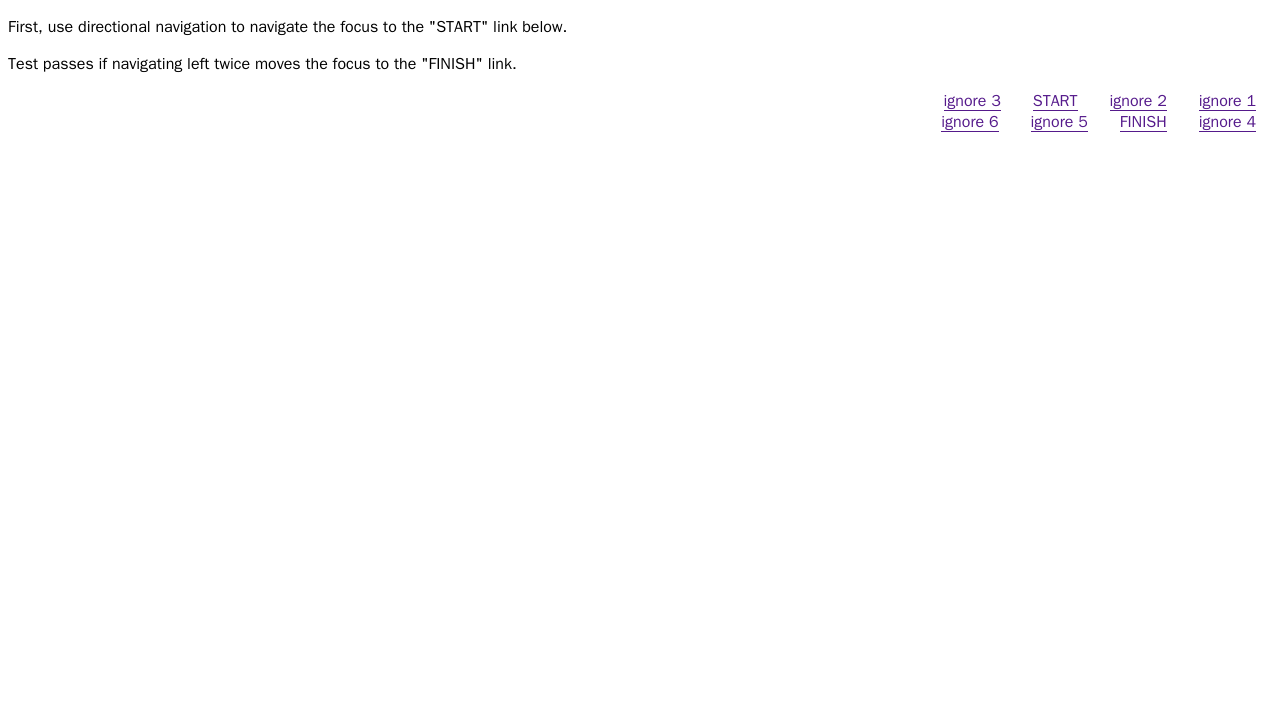 First, use directional navigation to navigate the focus to the "START" link below.
Test passes if navigating left twice moves the focus to the "FINISH" link.
ignore 3 START ignore 2 ignore 1
ignore 6 ignore 5 FINISH ignore 4